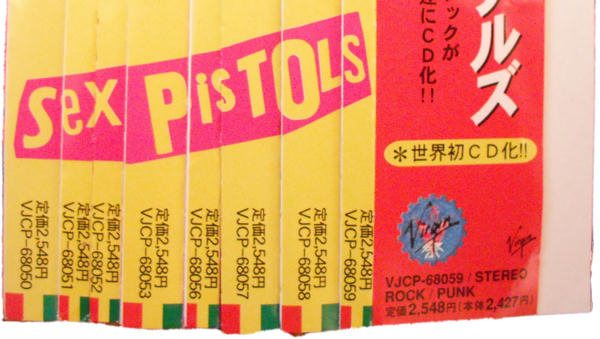 ルズ
ックが
にCD化!!
Sex PiSTOLS
＊世界初CD化!!
定価2,548円
VJCP-68050
定価2,548円
VJCP-68051
定価2,548円
VJCP-68052
定価2,548円
VJCP-68053
定価2,548円
VJCP-68056
定価2,548円
VJCP-68057
定価2,548円
VJCP-68058
定価2,548円
VJCP-68059
Virgin
Virgin
VJCP-68059 / STEREO
ROCK / PUNK
定価2,548円(本体2,427円)